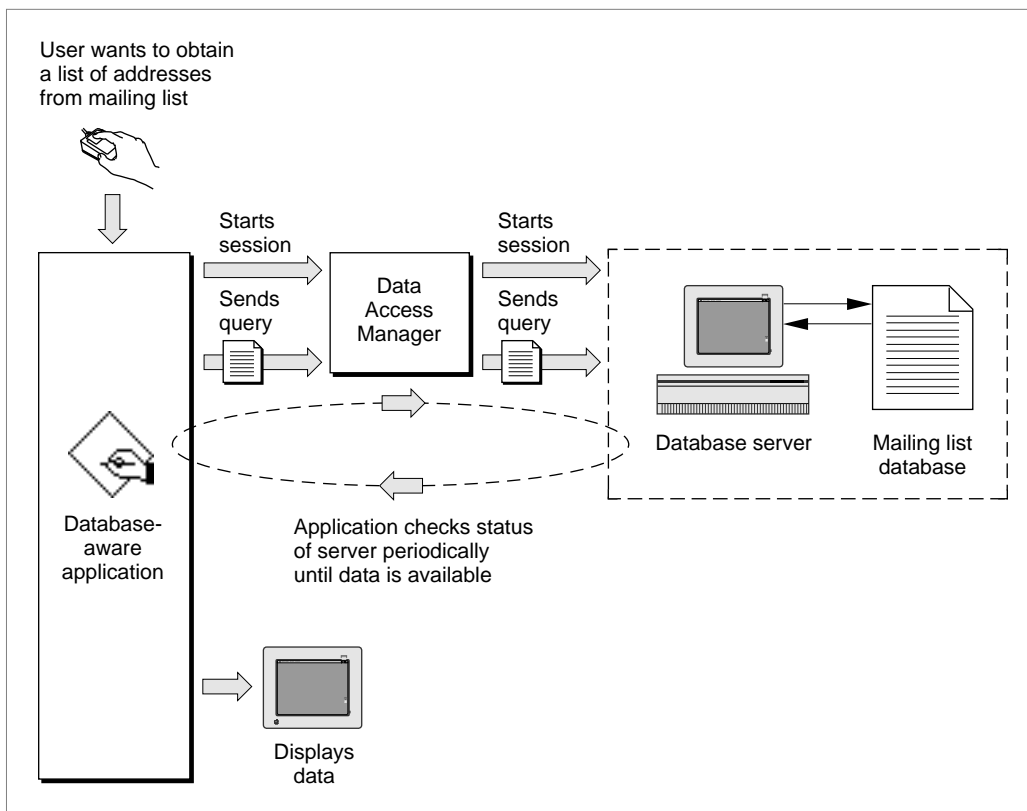 User wants to obtain
a list of addresses
from mailing list
Starts
session
Sends
query
Data
Access
Manager
Starts
session
Sends
query
Database server
Mailing list
database
Database-
aware
application
Application checks status
of server periodically
until data is available
Displays
data